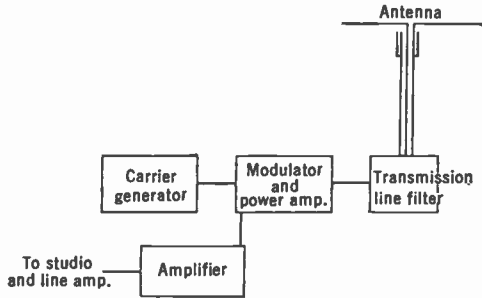 Antenna
Carrier
generator
Modulator
and
power amp.
Transmission
line filter
To studio
and line amp.
Amplifier